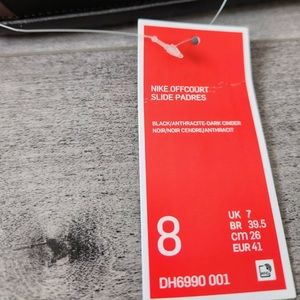 NIKE OFFCOURT
SLIDE PADRES
BLACK/ANTHRACITE-DARK CINDER
NOIR/NOIR CENDRE/ANTHRACIT
8
UK 7
BR 39.5
CM 26
EUR 41
DH6990 001